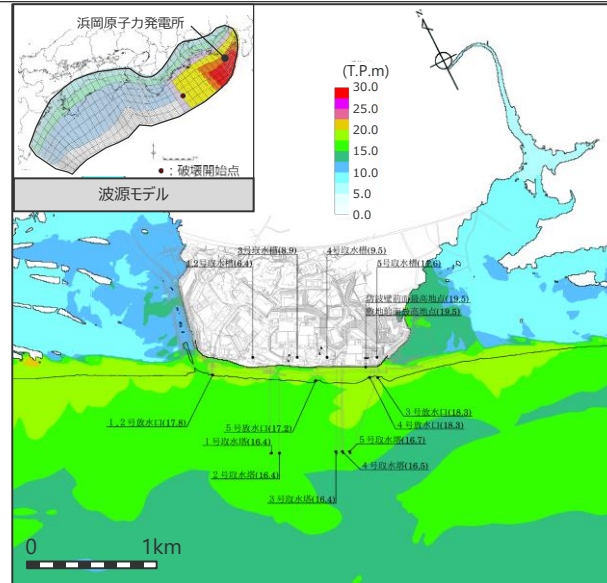 浜岡原子力発電所
●：破壊開始点
波源モデル
(T.P.m)
30.0
25.0
20.0
15.0
10.0
5.0
0.0
3号取水槽(8.9)
4号取水槽(9.5)
1,2号取水槽(6.4)
5号取水槽(11.6)
防波壁前面最高地点(19.5)
敷地前面最高地点(19.5)
1,2号放水口(17.8)
5号放水口(17.2)
3号放水口(18.3)
4号放水口(18.3)
1号取水塔(16.4)
5号取水塔(16.7)
2号取水塔(16.4)
4号取水塔(16.5)
3号取水塔(16.4)
0
1km